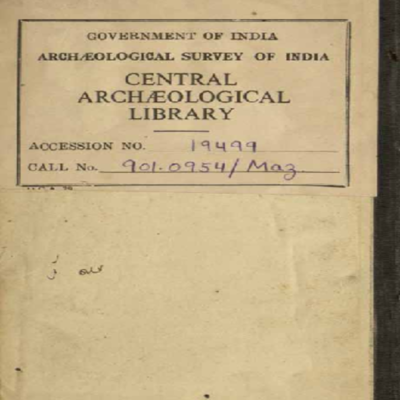 GOVERNMENT OF INDIA
ARCHÆOLOGICAL SURVEY OF INDIA
CENTRAL
ARCHÆOLOGICAL
LIBRARY
ACCESSION NO. 19499
CALL No. 901.0954/Maz